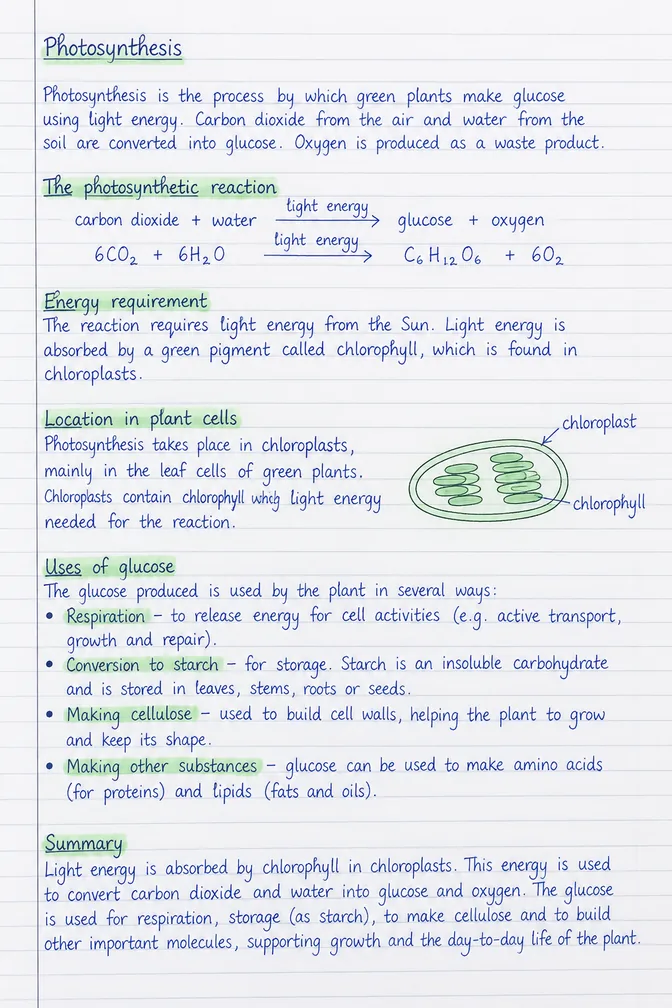 Photosynthesis
Photosynthesis is the process by which green plants make glucose
using light energy. Carbon dioxide from the air and water from the
soil are converted into glucose. Oxygen is produced as a waste product.
The photosynthetic reaction
carbon dioxide + water light energy → glucose + oxygen
6CO₂ + 6H₂O light energy → C₆H₁₂O₆ + 6O₂
Energy requirement
The reaction requires light energy from the Sun. Light energy is
absorbed by a green pigment called chlorophyll, which is found in
chloroplasts.
Location in plant cells
Photosynthesis takes place in chloroplasts,
mainly in the leaf cells of green plants.
Chloroplasts contain chlorophyll light energy
needed for the reaction.
chloroplast
chlorophyll
Uses of glucose
The glucose produced is used by the plant in several ways:
• Respiration – to release energy for cell activities (e.g. active transport,
growth and repair).
• Conversion to starch – for storage. Starch is an insoluble carbohydrate
and is stored in leaves, stems, roots or seeds.
• Making cellulose – used to build cell walls, helping the plant to grow
and keep its shape.
• Making other substances – glucose can be used to make amino acids
(for proteins) and lipids (fats and oils).
Summary
Light energy is absorbed by chlorophyll in chloroplasts. This energy is used
to convert carbon dioxide and water into glucose and oxygen. The glucose
is used for respiration, storage (as starch), to make cellulose and to build
other important molecules, supporting growth and the day-to-day life of the plant.